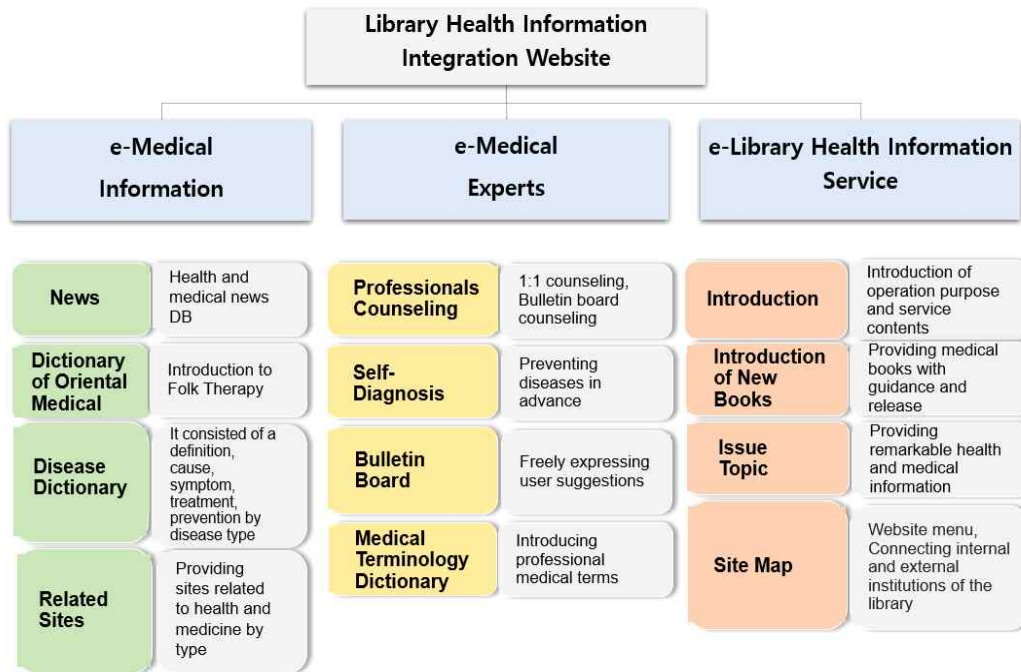 Library Health Information
Integration Website
e-Medical
Information
e-Medical
Experts
e-Library Health Information
Service
News
Health and
medical news
DB
Dictionary
of Oriental
Medical
Introduction to
Folk Therapy
Disease
Dictionary
It consisted of a
definition,
cause,
symptom,
treatment,
prevention by
disease type
Related
Sites
Providing
sites related
to health and
medicine by
type
Professionals
Counseling
1:1 counseling,
Bulletin board
counseling
Self-
Diagnosis
Preventing
diseases in
advance
Bulletin
Board
Freely expressing
user suggestions
Medical
Terminology
Dictionary
Introducing
professional
medical terms
Introduction
Introduction of
operation purpose
and service
contents
Introduction
of New
Books
Providing medical
books with
guidance and
release
Issue
Topic
Providing
remarkable health
and medical
information
Site Map
Website menu,
Connecting internal
and external
institutions of the
library